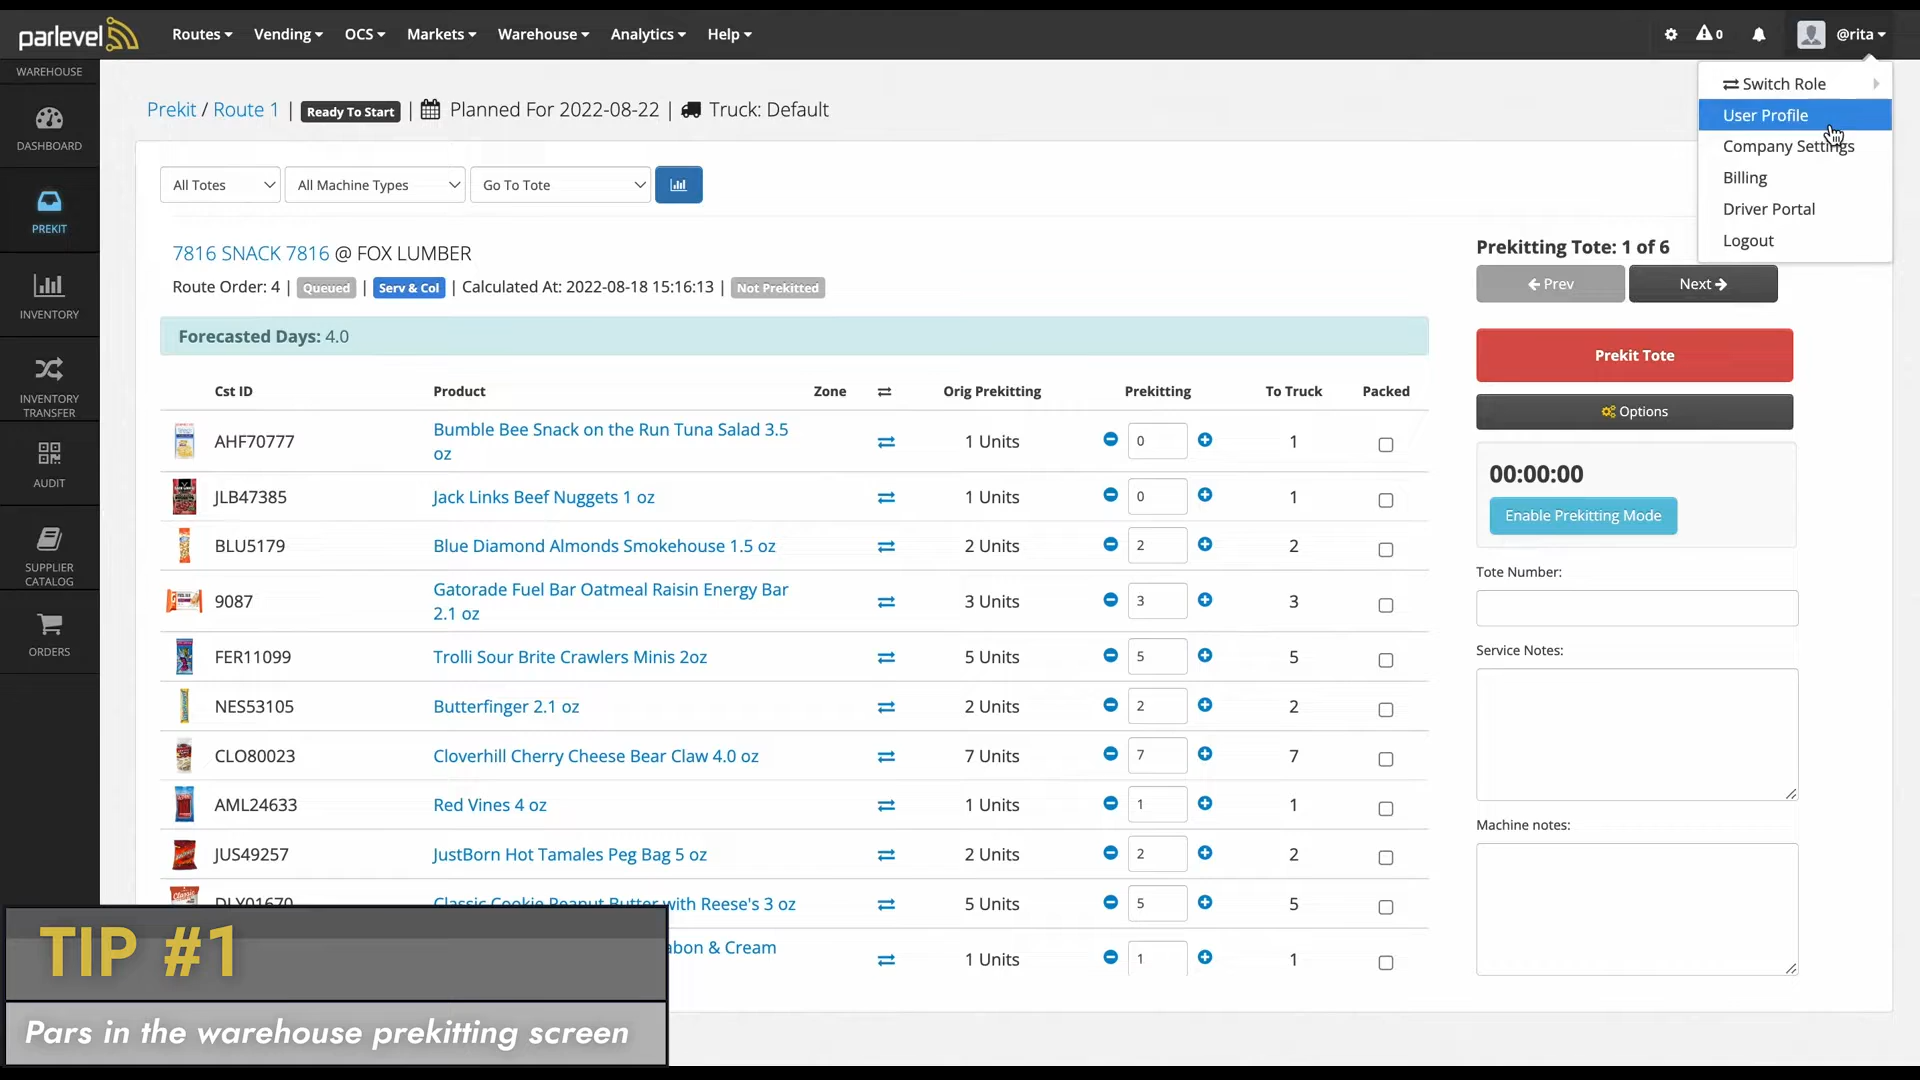 parlevel
Routes Vending OCS Markets Warehouse Analytics Help
0
@rita
WAREHOUSE
DASHBOARD
PREKIT
INVENTORY
INVENTORY
TRANSFER
AUDIT
SUPPLIER
CATALOG
ORDERS
Switch Role
User Profile
Company Settings
Billing
Driver Portal
Logout
Prekit / Route 1 | Ready To Start | Planned For 2022-08-22 | Truck: Default
All Totes All Machine Types Go To Tote
7816 SNACK 7816 @ FOX LUMBER
Route Order: 4 | Queued | Serv & Col | Calculated At: 2022-08-18 15:16:13 | Not Prekitted
Forecasted Days: 4.0
Cst ID Product Zone Orig Prekitting Prekitting To Truck Packed
AHF70777 Bumble Bee Snack on the Run Tuna Salad 3.5
oz 1 Units 0 1
JLB47385 Jack Links Beef Nuggets 1 oz 1 Units 0 1
BLU5179 Blue Diamond Almonds Smokehouse 1.5 oz 2 Units 2 2
9087 Gatorade Fuel Bar Oatmeal Raisin Energy Bar
2.1 oz 3 Units 3 3
FER11099 Trolli Sour Brite Crawlers Minis 2oz 5 Units 5 5
NES53105 Butterfinger 2.1 oz 2 Units 2 2
CLO80023 Cloverhill Cherry Cheese Bear Claw 4.0 oz 7 Units 7 7
AML24633 Red Vines 4 oz 1 Units 1 1
JUS49257 JustBorn Hot Tamales Peg Bag 5 oz 2 Units 2 2
DLY01670 Classic Cookie Peanut Butter with Reese's 3 oz 5 Units 5 5
& Cream
1 Units 1 1
Prekitting Tote: 1 of 6
Prev Next
Prekit Tote
Options
00:00:00
Enable Prekitting Mode
Tote Number:
Service Notes:
Machine notes:
TIP #1
Pars in the warehouse prekitting screen